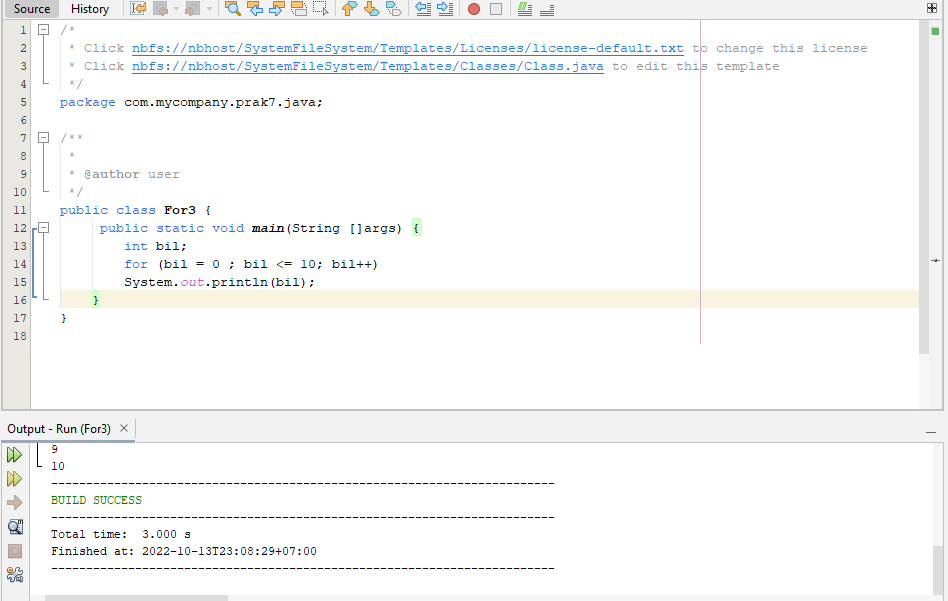 Source History
1 /*
2 * Click nbfs://nbhost/SystemFileSystem/Templates/Licenses/license-default.txt to change this license
3 * Click nbfs://nbhost/SystemFileSystem/Templates/Classes/Class.java to edit this template
4 */
5 package com.mycompany.prak7.java;
6
7 /**
8 *
9 * @author user
10 */
11 public class For3 {
12 public static void main(String []args) {
13 int bil;
14 for (bil = 0 ; bil <= 10; bil++)
15 System.out.println(bil);
16 }
17 }
18
Output - Run (For3) ×
9
10
------------------------------------------------------------------------
BUILD SUCCESS
------------------------------------------------------------------------
Total time:  3.000 s
Finished at: 2022-10-13T23:08:29+07:00
------------------------------------------------------------------------